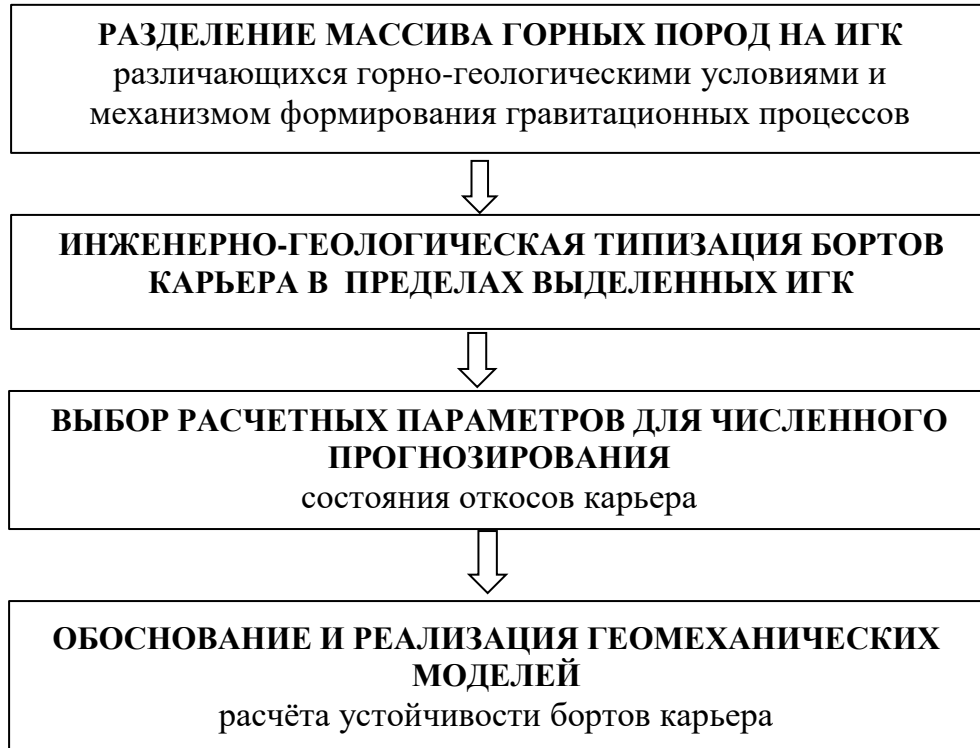 РАЗДЕЛЕНИЕ МАССИВА ГОРНЫХ ПОРОД НА ИГК
различающихся горно-геологическими условиями и
механизмом формирования гравитационных процессов
ИНЖЕНЕРНО-ГЕОЛОГИЧЕСКАЯ ТИПИЗАЦИЯ БОРТОВ
КАРЬЕРА В ПРЕДЕЛАХ ВЫДЕЛЕННЫХ ИГК
ВЫБОР РАСЧЕТНЫХ ПАРАМЕТРОВ ДЛЯ ЧИСЛЕННОГО
ПРОГНОЗИРОВАНИЯ
состояния откосов карьера
ОБОСНОВАНИЕ И РЕАЛИЗАЦИЯ ГЕОМЕХАНИЧЕСКИХ
МОДЕЛЕЙ
расчёта устойчивости бортов карьера